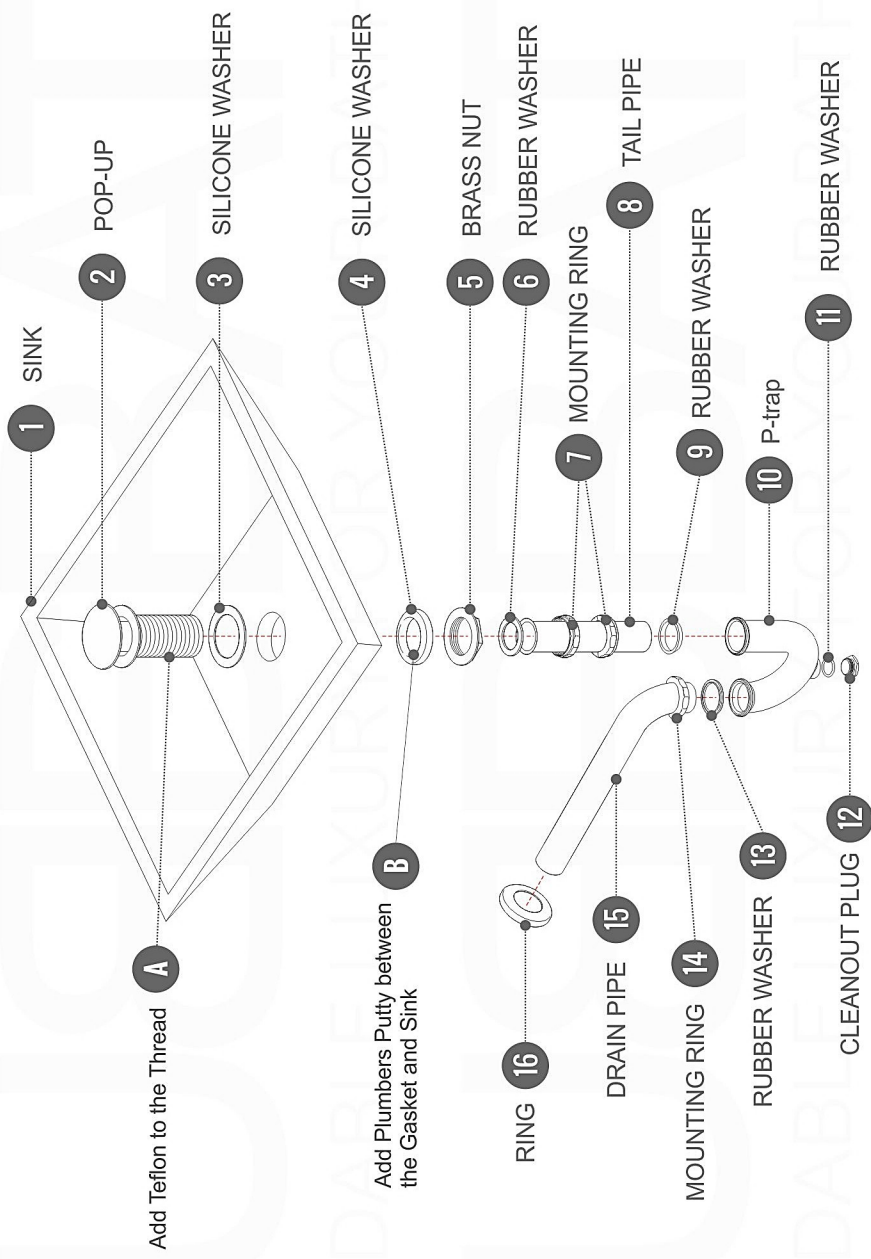 1 SINK
2 POP-UP
3 SILICONE WASHER
A
Add Teflon to the Thread
4 SILICONE WASHER
B
Add Plumbers Putty between
the Gasket and Sink
5 BRASS NUT
6 RUBBER WASHER
7 MOUNTING RING
8 TAIL PIPE
9 RUBBER WASHER
10 P-trap
11 RUBBER WASHER
CLEANOUT PLUG 12
RUBBER WASHER 13
MOUNTING RING 14
DRAIN PIPE 15
RING 16